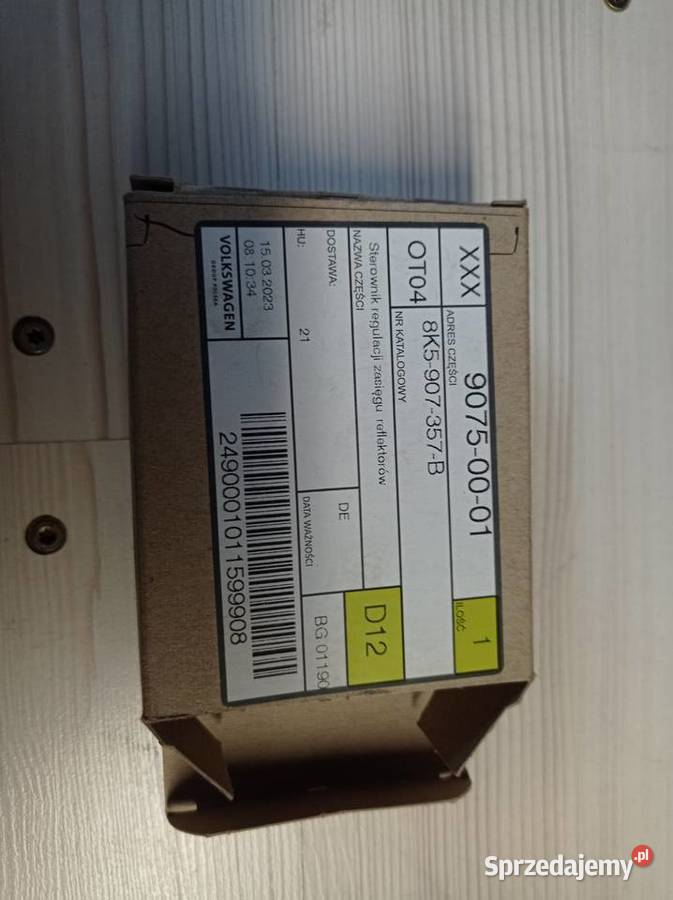 XXX
ADRES CZĘŚCI
9075-00-01
ILOŚĆ
1
OT04
NR KATALOGOWY
8K5-907-357-B
NAZWA CZĘŚCI
Sterownik regulacji zasięgu reflektorów
D12
DOSTAWA:
DE
BG 01190
HU:
21
DATA WAŻNOŚCI
15.03.2023
08:10:34
VOLKSWAGEN
GROUP POLSKA
2490001011599908
Sprzedajemy.pl